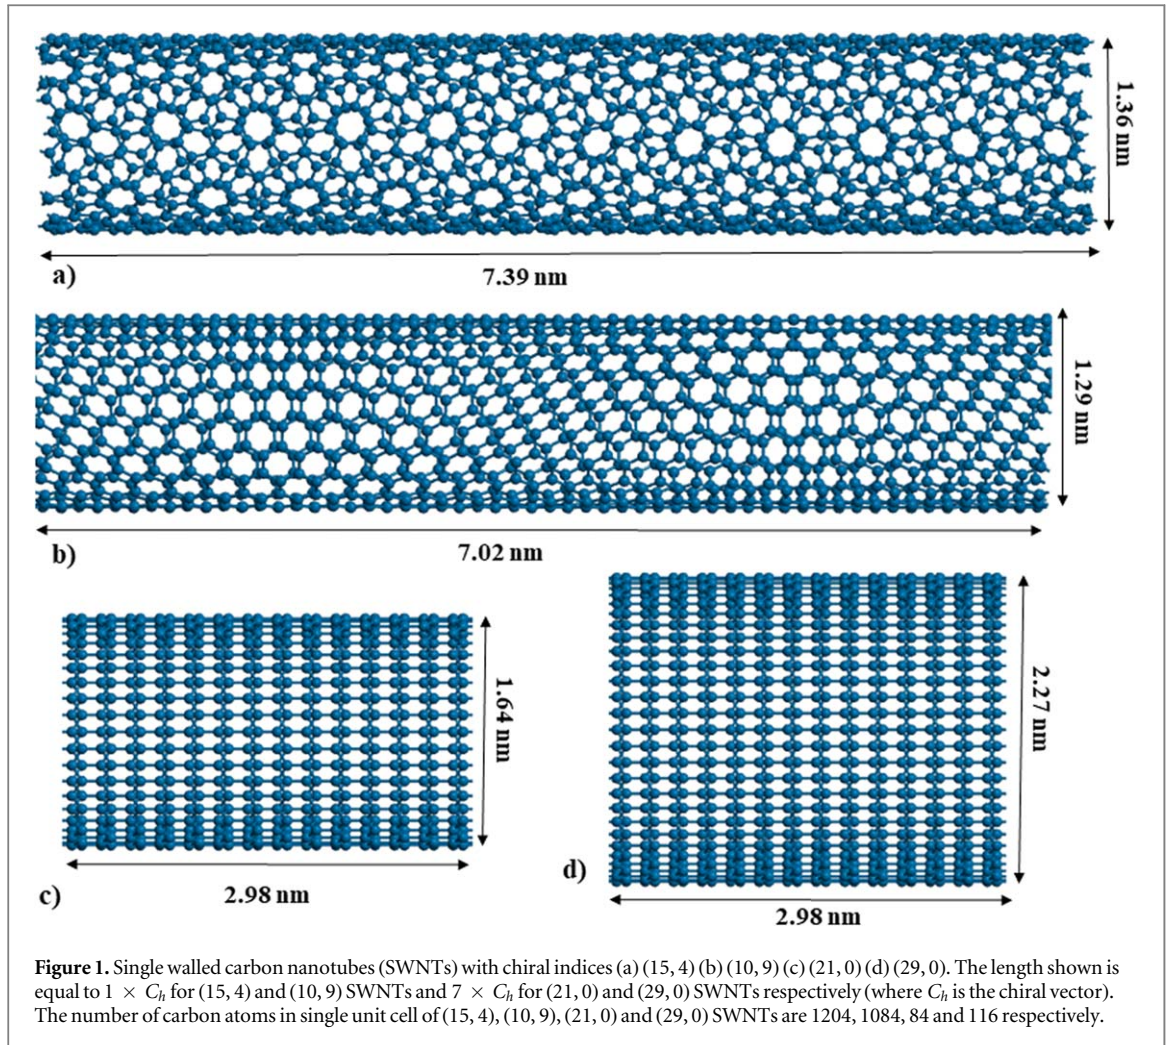 1.36 nm
7.39 nm
a)
1.29 nm
7.02 nm
b)
1.64 nm
2.98 nm
c)
2.27 nm
2.98 nm
d)
Figure 1. Single walled carbon nanotubes (SWNTs) with chiral indices (a) (15, 4) (b) (10, 9) (c) (21, 0) (d) (29, 0). The length shown is
equal to 1 × Cₕ for (15, 4) and (10, 9) SWNTs and 7 × Cₕ for (21, 0) and (29, 0) SWNTs respectively (where Cₕ is the chiral vector).
The number of carbon atoms in single unit cell of (15, 4), (10, 9), (21, 0) and (29, 0) SWNTs are 1204, 1084, 84 and 116 respectively.